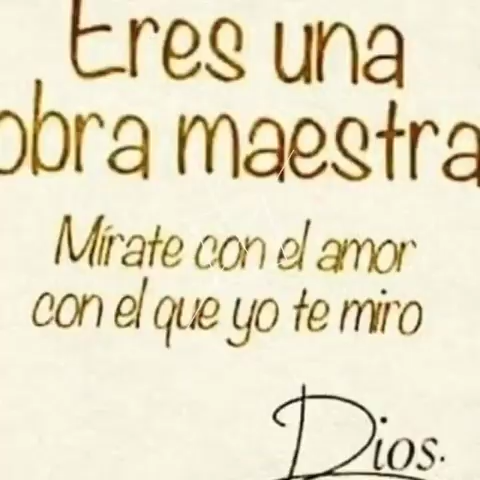 Eres una
obra maestra
Mírate con el amor
con el que yo te miro
Dios.